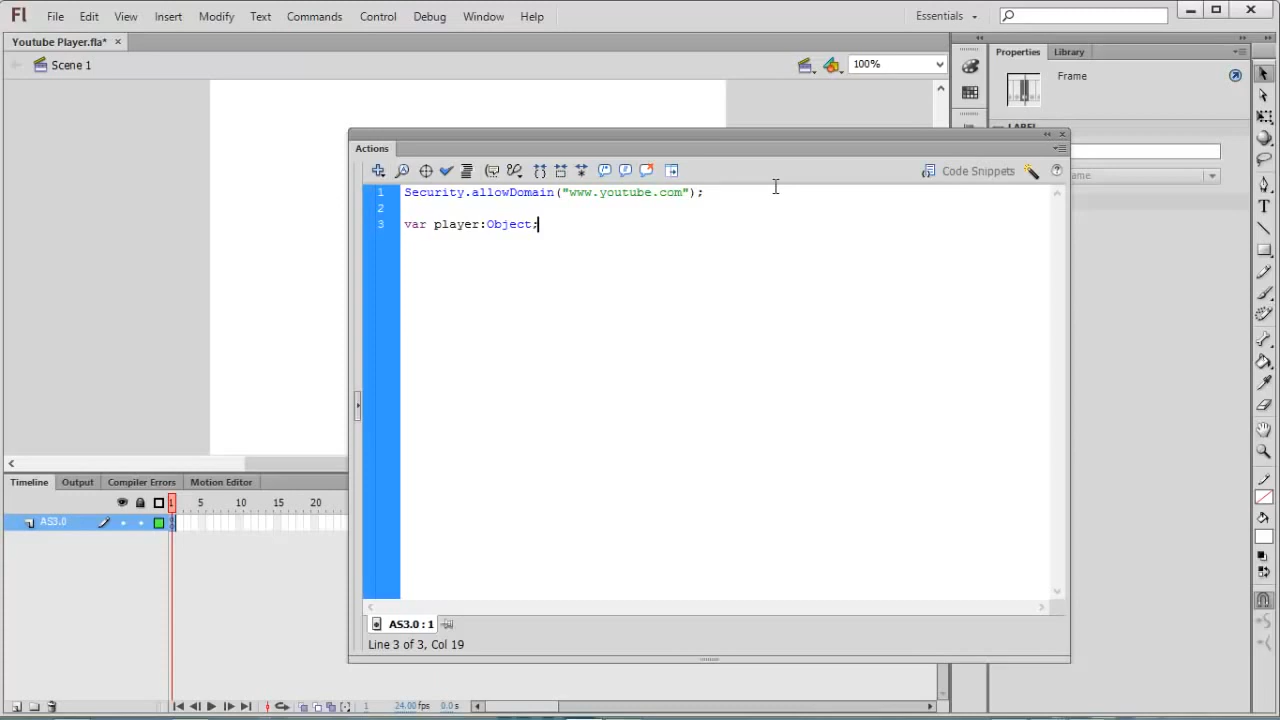 Fl File Edit View Insert Modify Text Commands Control Debug Window Help Essentials
Youtube Player.fla* ×
Properties Library
Scene 1 100%
Frame
LABEL
Actions
Code Snippets
1 Security.allowDomain("www.youtube.com");
2
3 var player:Object;
AS3.0 : 1
Line 3 of 3, Col 19
Timeline Output Compiler Errors Motion Editor
1 5 10 15 20
AS3.0
1 24.00 fps 0.0 s